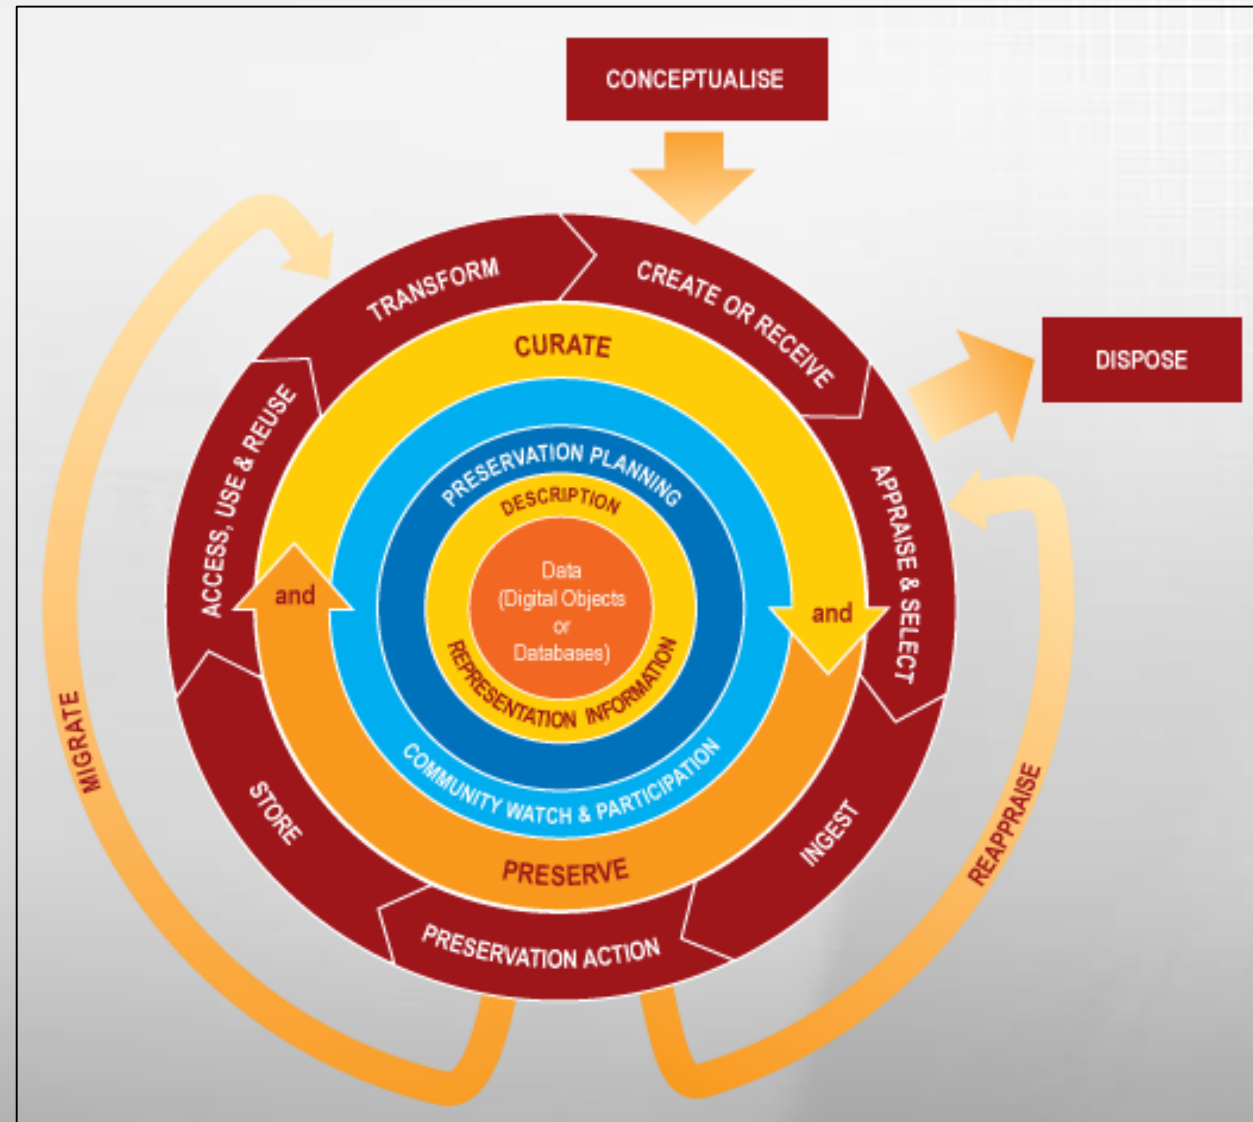 CONCEPTUALISE
CREATE OR RECEIVE
DISPOSE
APPRAISE & SELECT
INGEST
REAPPRAISE
PRESERVATION ACTION
STORE
MIGRATE
ACCESS, USE & REUSE
TRANSFORM
CURATE
and
PRESERVE
and
PRESERVATION PLANNING
COMMUNITY WATCH & PARTICIPATION
DESCRIPTION
REPRESENTATION INFORMATION
Data
(Digital Objects
or
Databases)